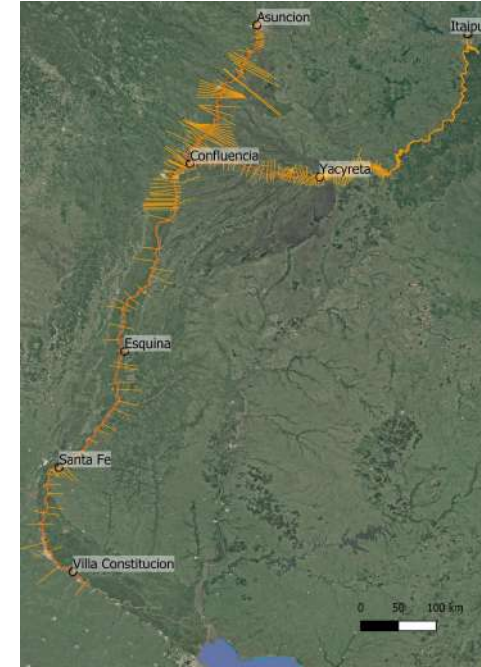 Asuncion
Itaipu
Confluencia
Yacyreta
Esquina
Santa Fe
Villa Constitucion
0 50 100 km